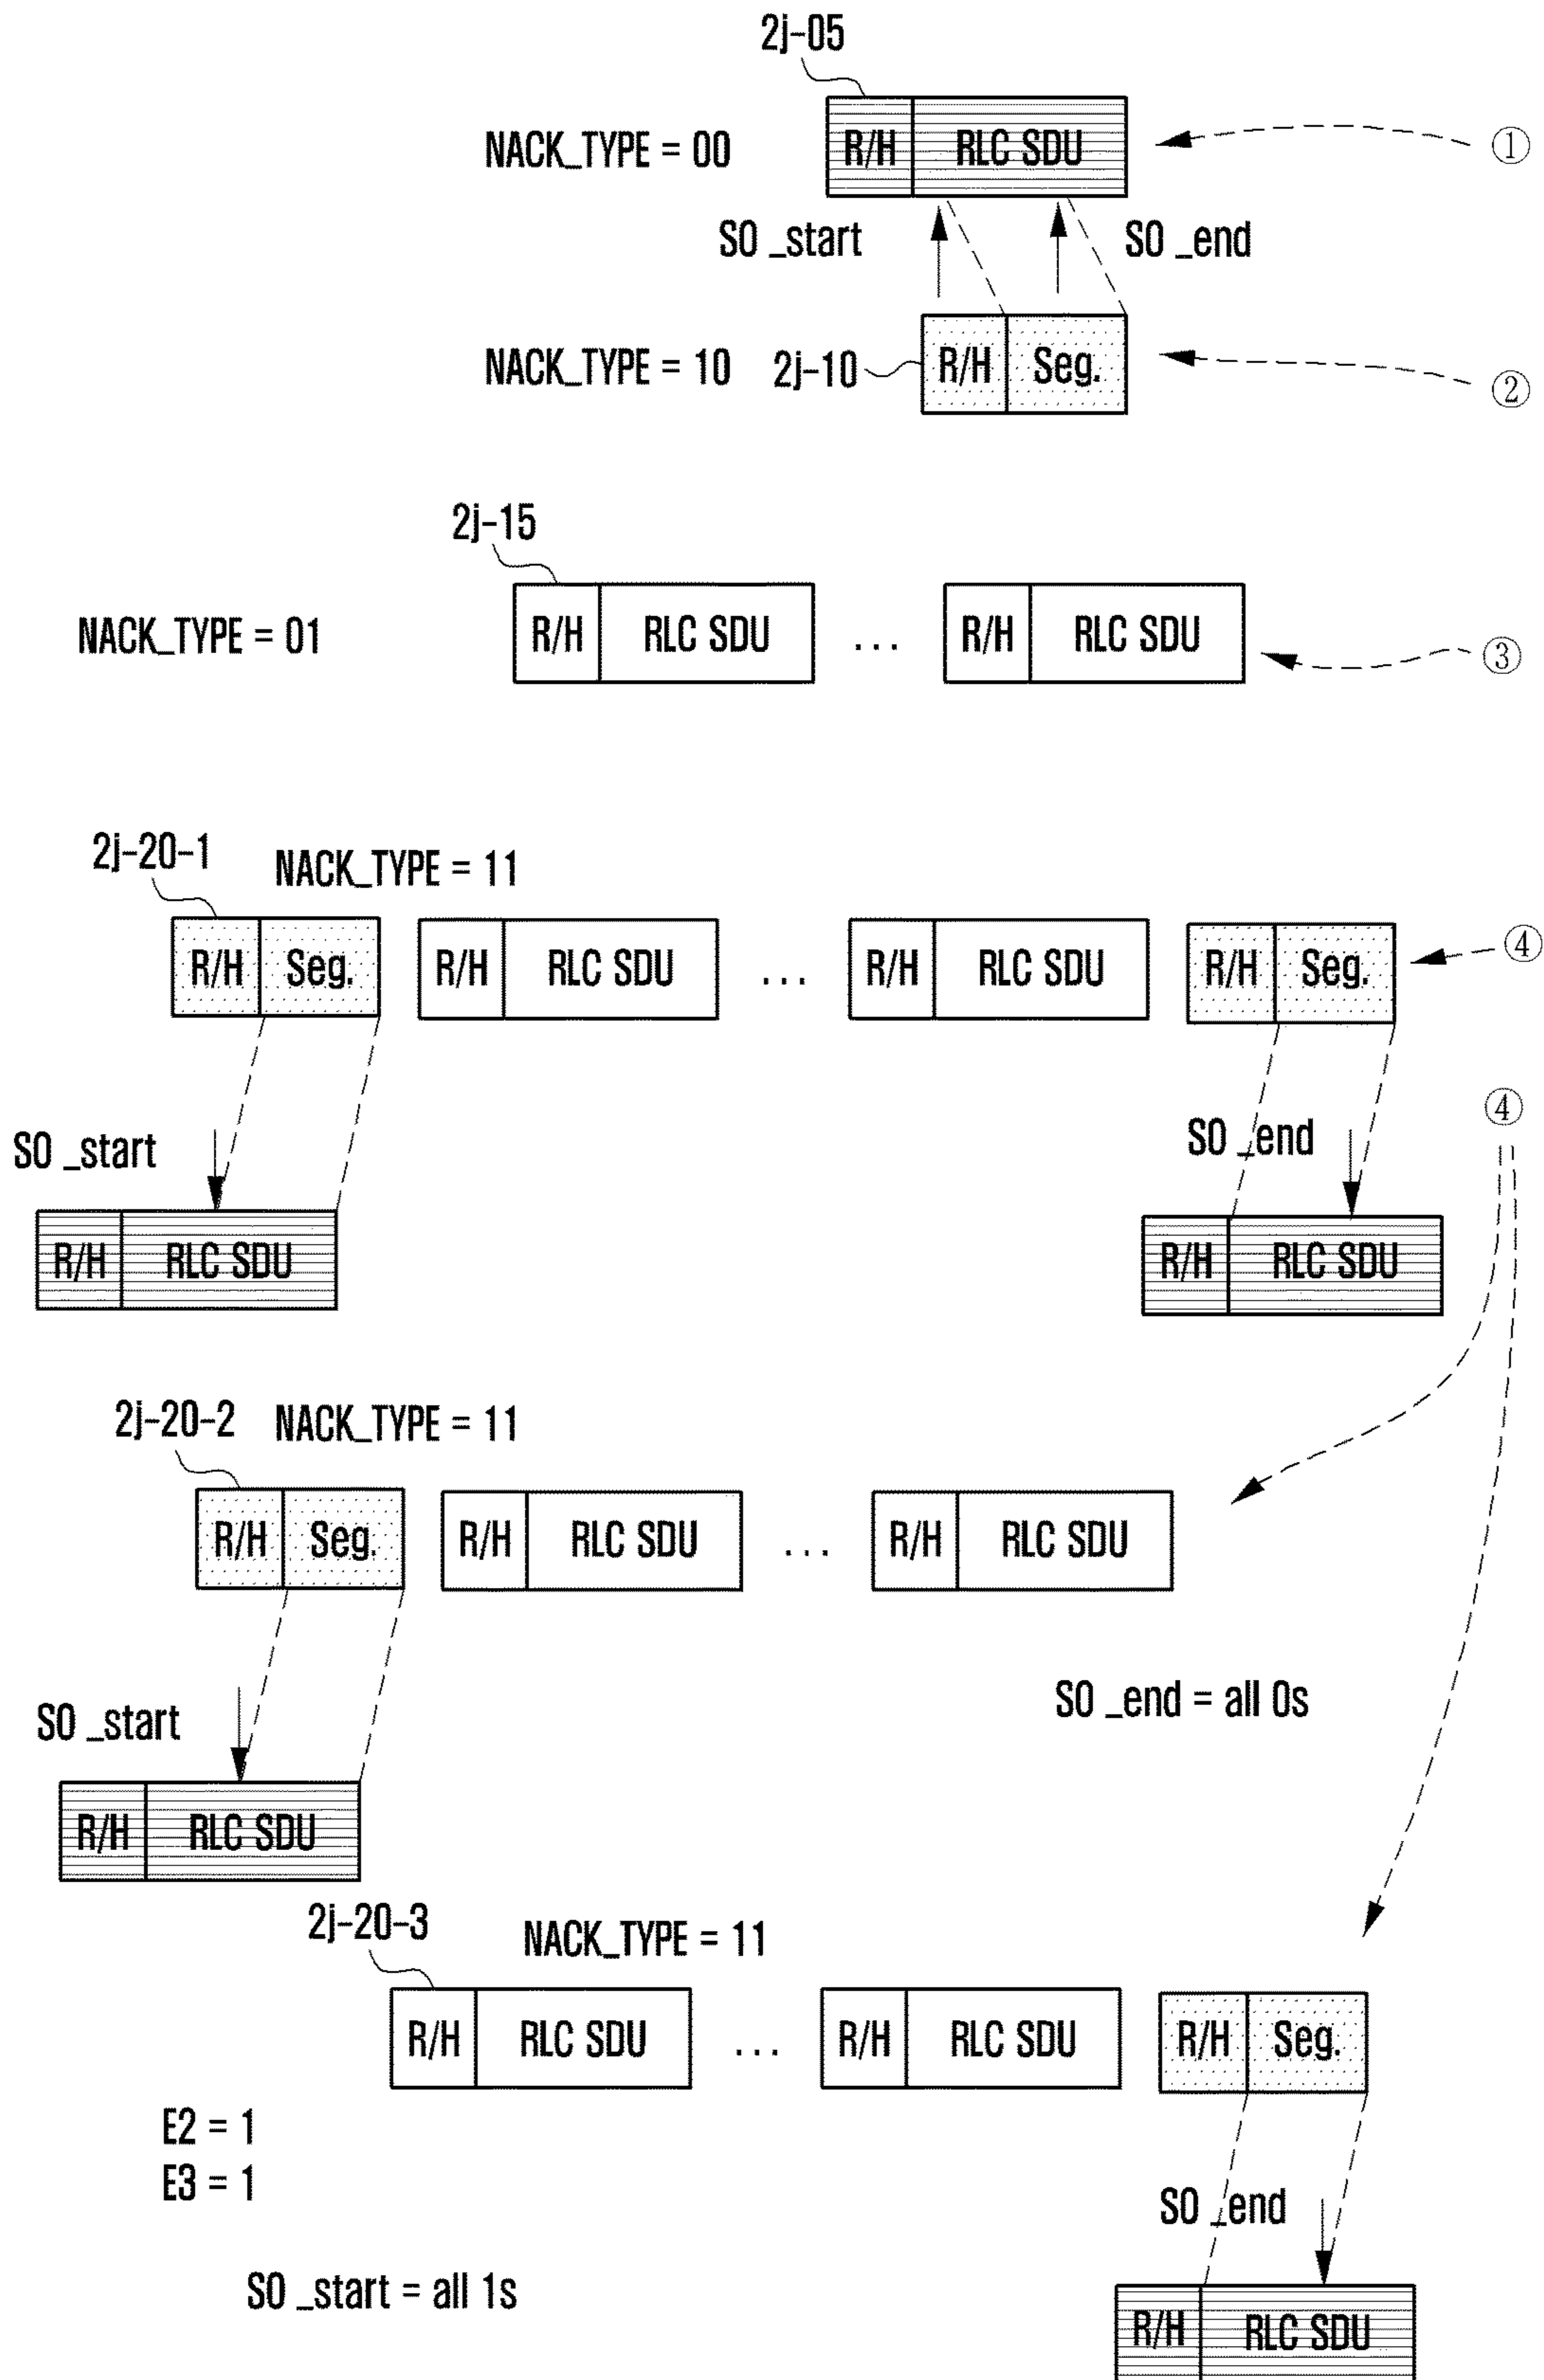 2j-05
NACK_TYPE = 00 R/H RLC SDU ①
SO _start SO _end
NACK_TYPE = 10 2j-10 R/H Seg. ②
2j-15
NACK_TYPE = 01 R/H RLC SDU ... R/H RLC SDU ③
2j-20-1 NACK_TYPE = 11
R/H Seg. R/H RLC SDU ... R/H RLC SDU R/H Seg. ④
④
SO _start SO _end
R/H RLC SDU R/H RLC SDU
2j-20-2 NACK_TYPE = 11
R/H Seg. R/H RLC SDU ... R/H RLC SDU
SO _start SO _end = all 0s
R/H RLC SDU
2j-20-3 NACK_TYPE = 11
R/H RLC SDU ... R/H RLC SDU R/H Seg.
E2 = 1
E3 = 1
SO _end
SO _start = all 1s
R/H RLC SDU